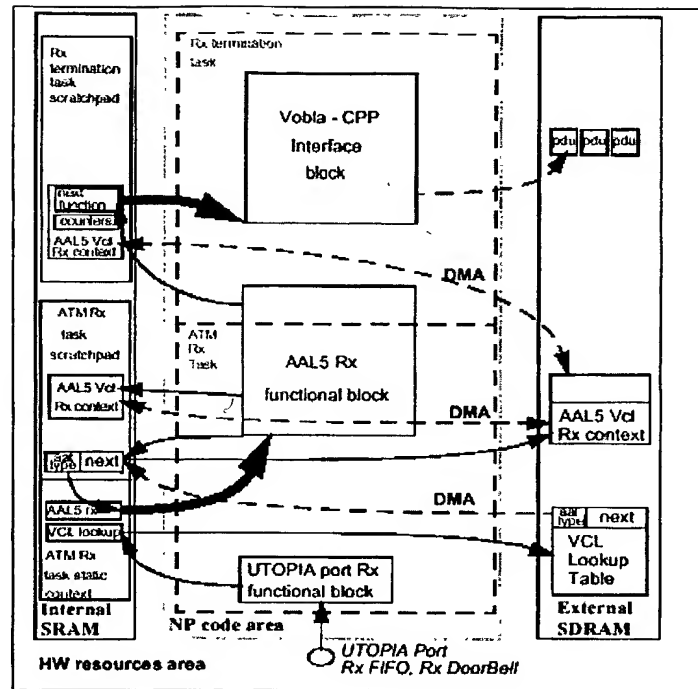 Rx
termination
task
scratchpad
next
function
counters
AAL5 Vcl
Rx context
ATM Rx
task
scratchpad
AAL5 Vcl
Rx context
aal
type
next
AAL5 rx
VCL lookup
ATM Rx
task static
context
Internal
SRAM
Rx termination
task
Vobla - CPP
Interface
block
DMA
ATM
Rx
Task
AAL5 Rx
functional block
DMA
DMA
UTOPIA port Rx
functional block
NP code area
UTOPIA Port
Rx FIFO, Rx DoorBell
HW resources area
pdu pdu pdu
AAL5 Vcl
Rx context
aal
type
next
VCL
Lookup
Table
External
SDRAM